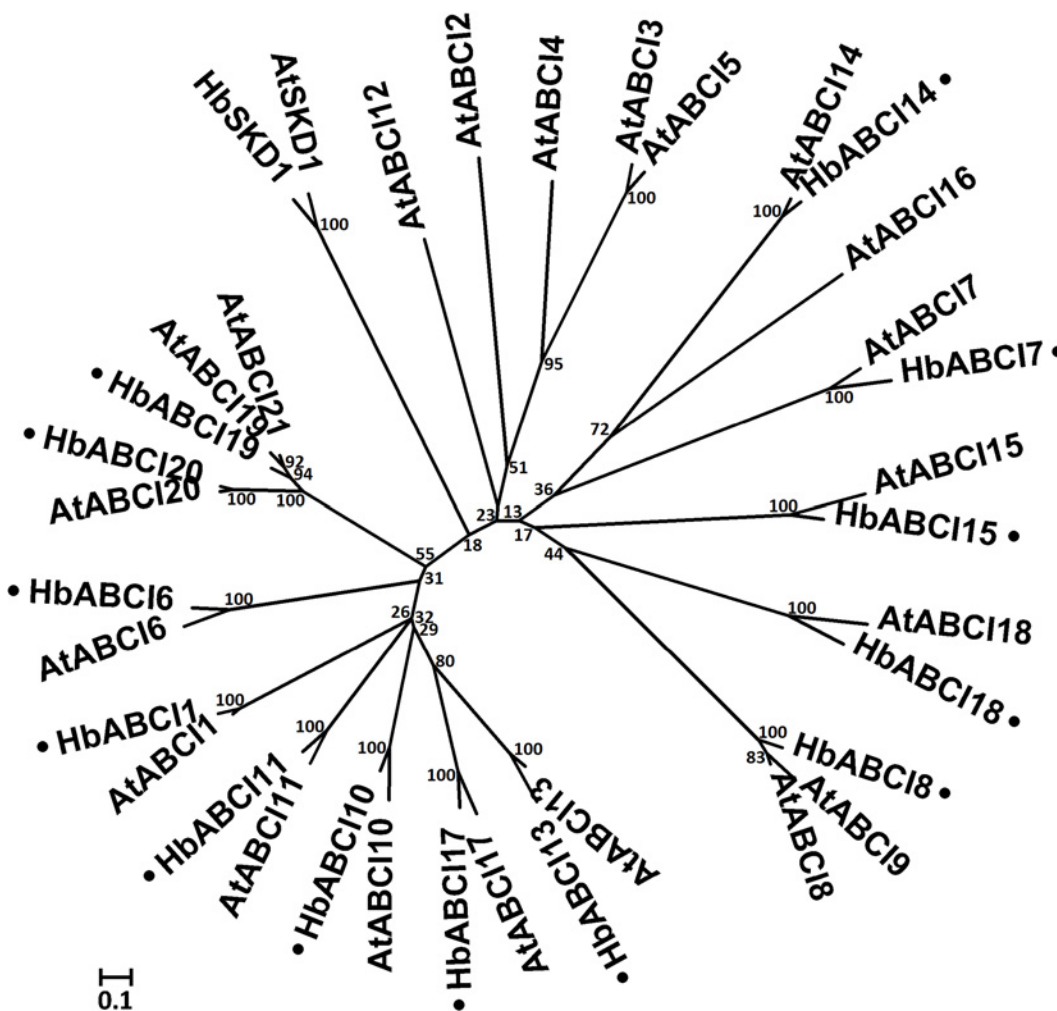 HbSKD1
AtSKD1
AtABCI12
AtABCI2
AtABCI4
AtABCI3
AtABCI5
AtABCI14
HbABCI14 •
AtABCI16
AtABCI7
HbABCI7 •
AtABCI15
HbABCI15 •
AtABCI18
HbABCI18 •
HbABCI8 •
AtABCI9
AtABCI8
AtABCI13
• HbABCI13
AtABCI17
• HbABCI17
AtABCI10
• HbABCI10
AtABCI11
• HbABCI11
AtABCI1
• HbABCI1
AtABCI6
• HbABCI6
AtABCI20
• HbABCI20
• HbABCI19
AtABCI19
AtABCI21
100
100
100
95
51
72
36
100
100
23
13
17
18
44
92
94
100
100
55
31
100
26
32
29
80
100
100
100
100
100
100
100
83
0.1